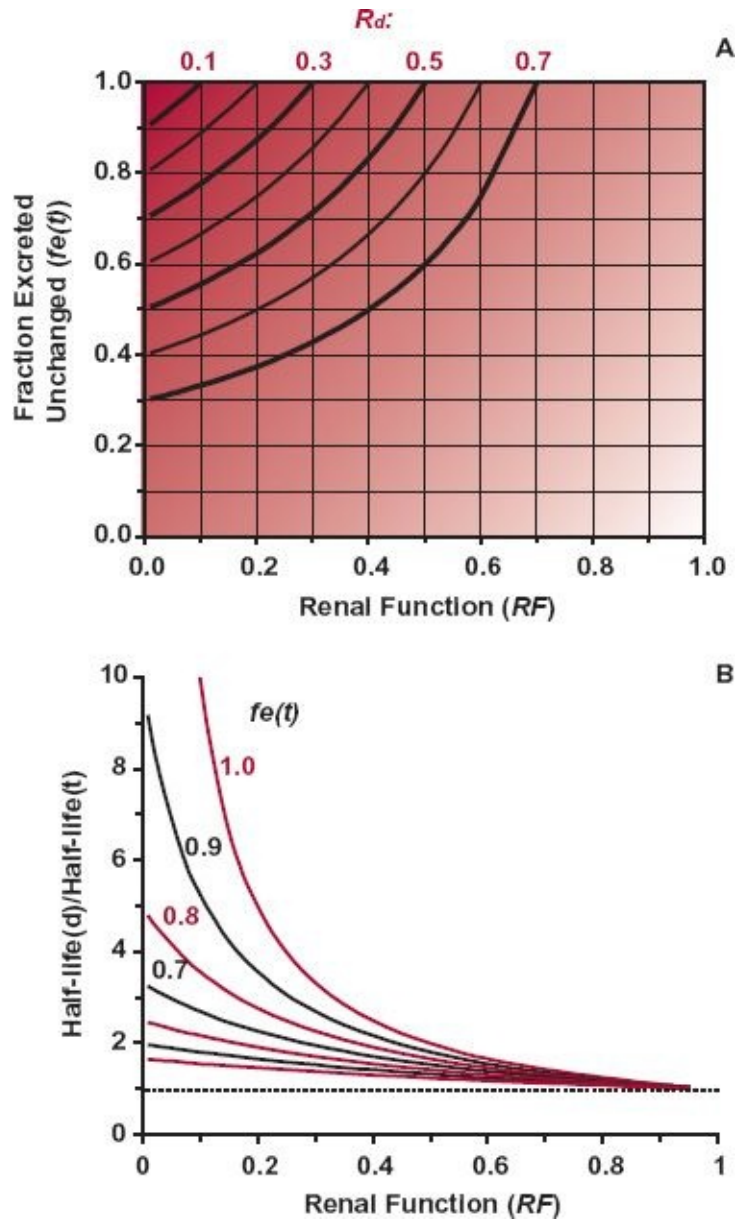 Rd:
A
0.1 0.3 0.5 0.7
1.0
0.8
0.6
0.4
0.2
0.0
Fraction Excreted
Unchanged (fe(t))
0.0 0.2 0.4 0.6 0.8 1.0
Renal Function (RF)
B
10
8
6
4
2
0
Half-life(d)/Half-life(t)
fe(t)
1.0
0.9
0.8
0.7
0 0.2 0.4 0.6 0.8 1
Renal Function (RF)